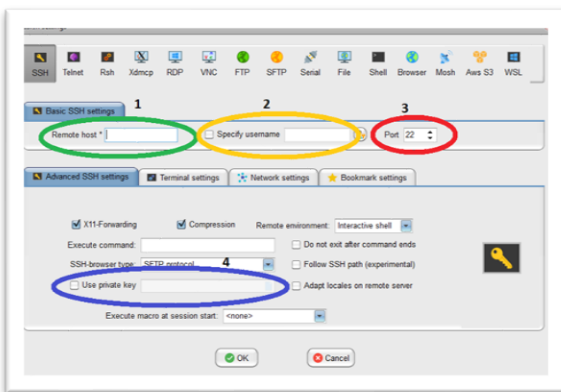 SSH Telnet Rsh Xdmcp RDP VNC FTP SFTP Serial File Shell Browser Mosh Aws S3 WSL
1 2 3
Basic SSH settings
Remote host * Specify username Port 22
Advanced SSH settings Terminal settings Network settings Bookmark settings
X11-Forwarding Compression Remote environment: Interactive shell
Execute command: Do not exit after command ends
SSH-browser type: SFTP protocol 4 Follow SSH path (experimental)
Use private key Adapt locales on remote server
Execute macro at session start: <none>
OK Cancel